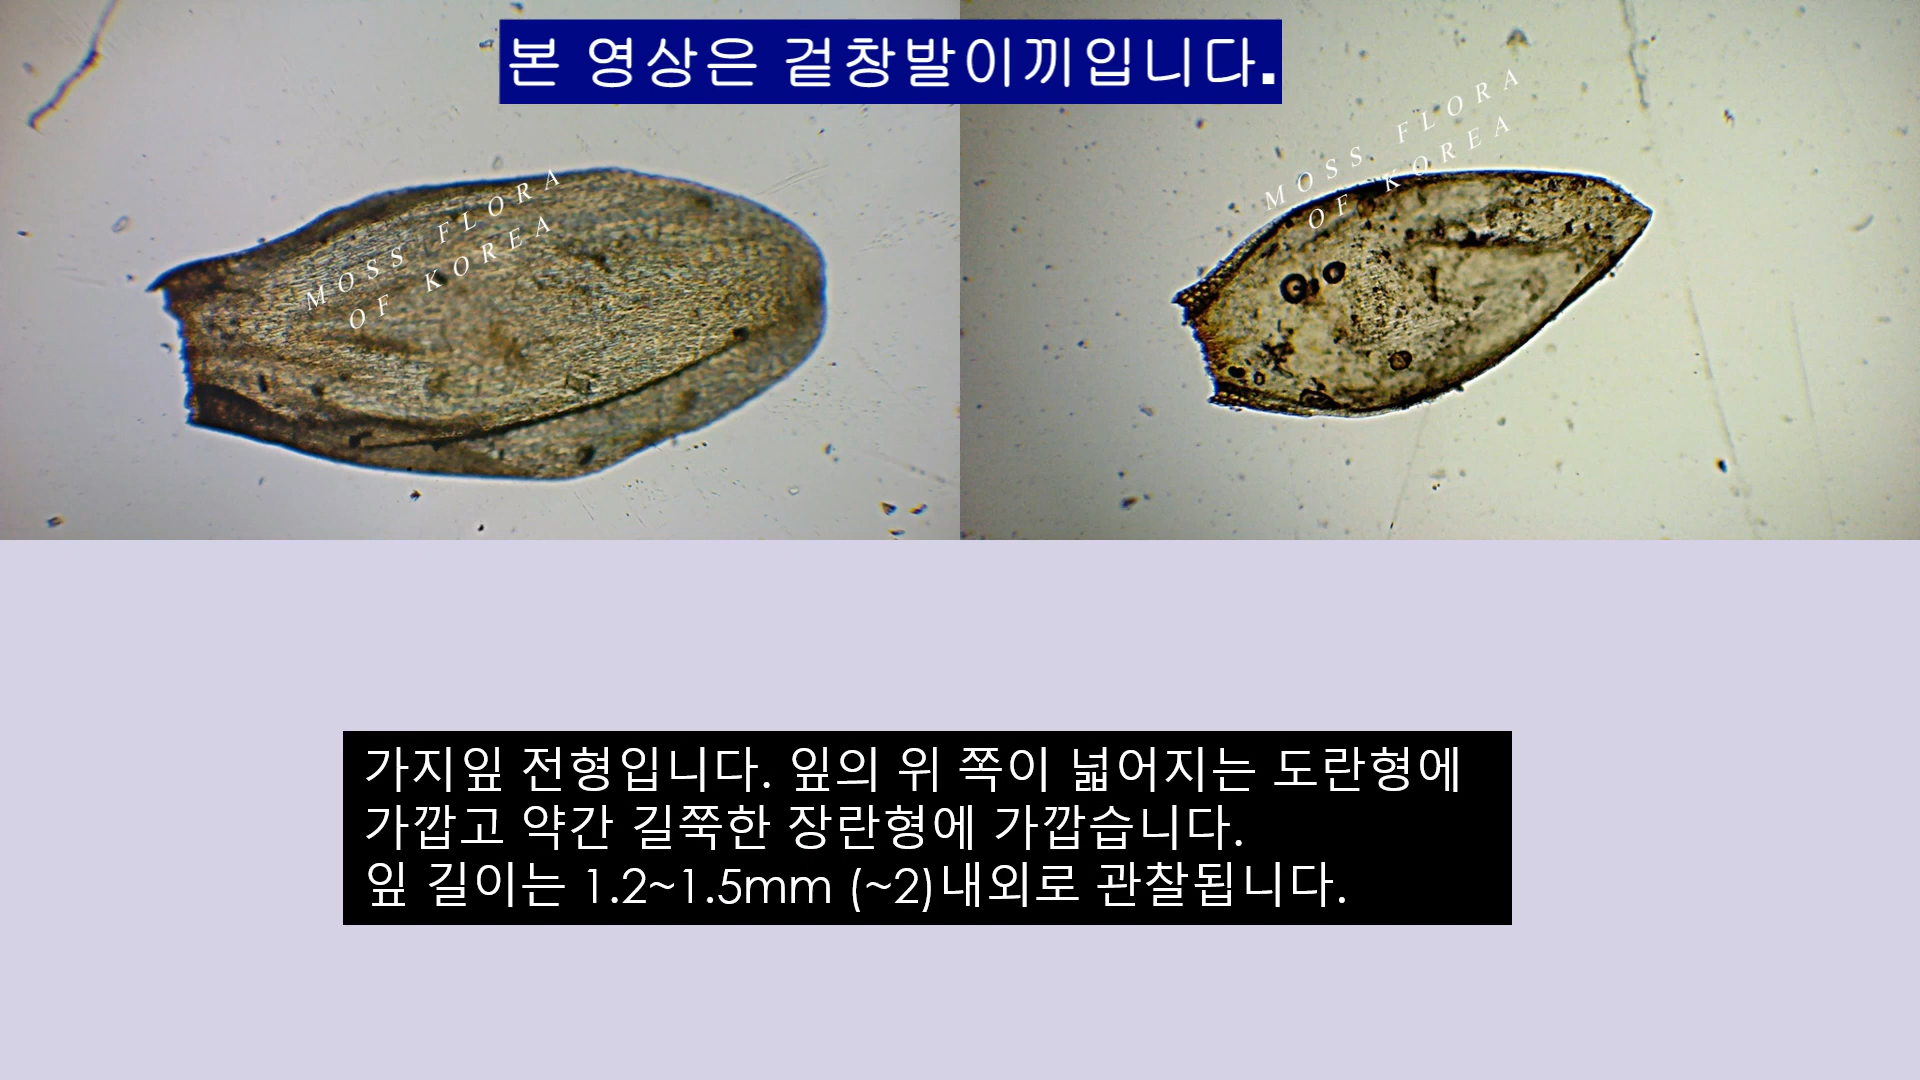 본 영상은 겉창발이끼입니다.
MOSS FLORA
OF KOREA
MOSS FLORA
OF KOREA
가지잎 전형입니다. 잎의 위 쪽이 넓어지는 도란형에
가깝고 약간 길쭉한 장란형에 가깝습니다.
잎 길이는 1.2~1.5mm (~2)내외로 관찰됩니다.